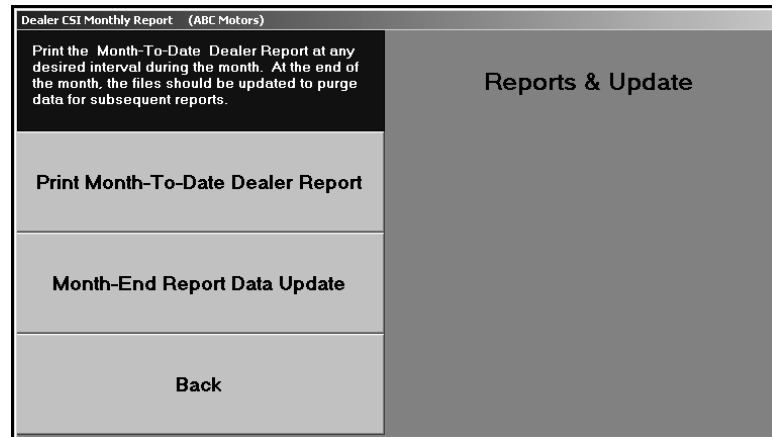 Dealer CSI Monthly Report (ABC Motors)
Print the Month-To-Date Dealer Report at any
desired interval during the month. At the end of
the month, the files should be updated to purge
data for subsequent reports.
Reports & Update
Print Month-To-Date Dealer Report
Month-End Report Data Update
Back